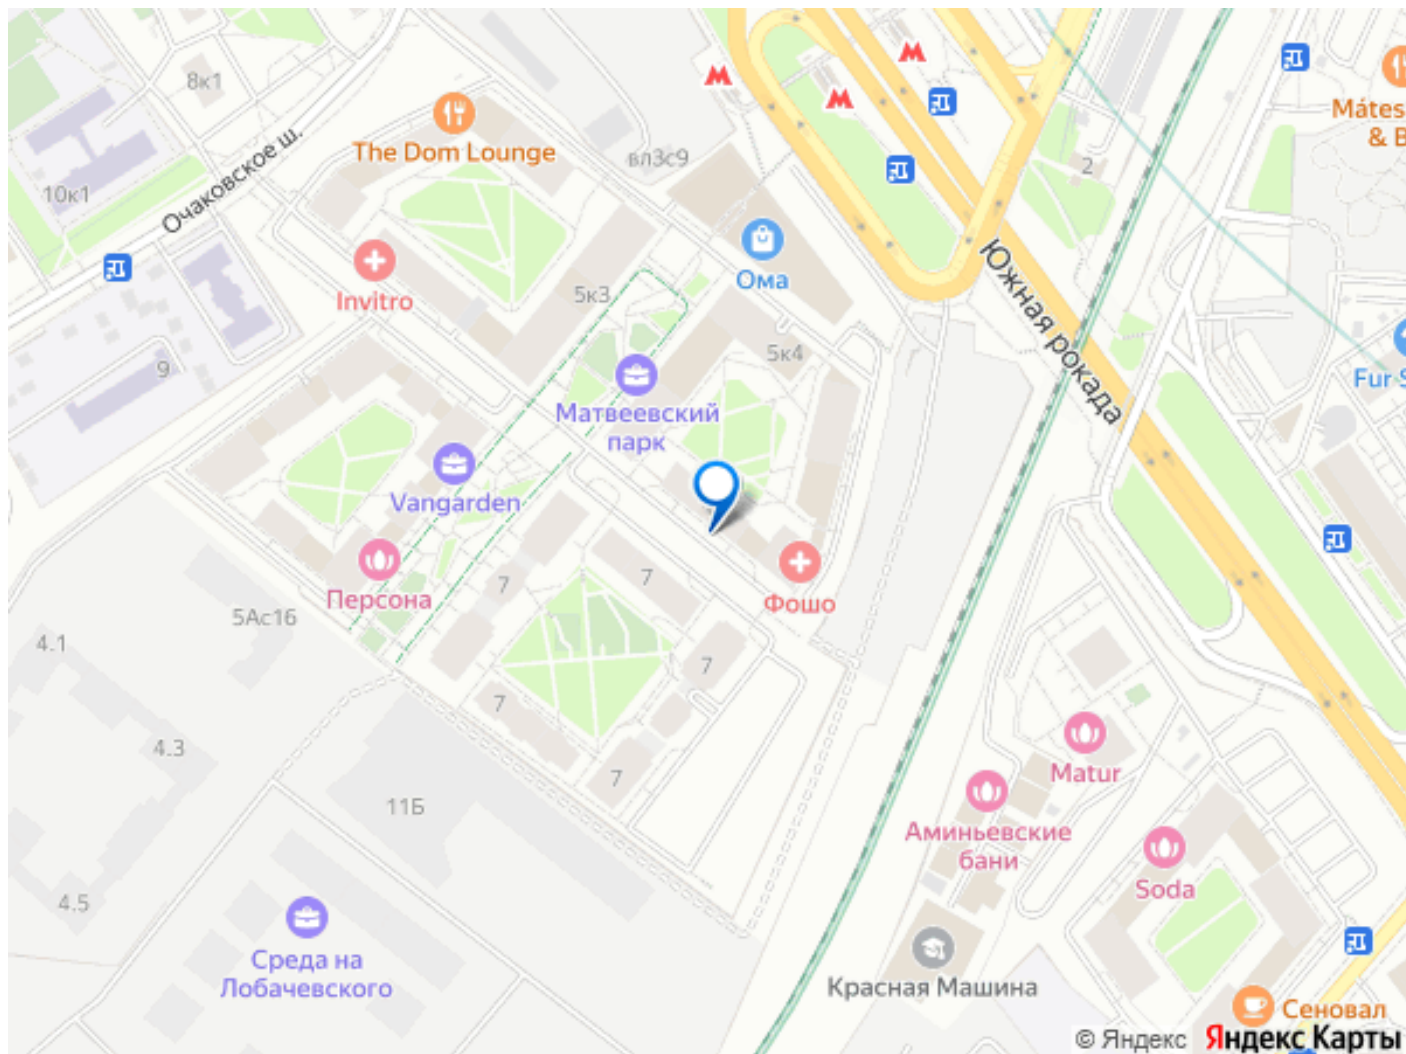 8к1
Mátes
& B
The Dom Lounge
вл3с9
2
10к1
Очаковское ш.
Южная рокада
Ома
Invitro
5к3
5к4
9
Fur S
Матвеевский
парк
Vangarden
7
7
Фошо
Персона
5Ас16
4.1
7
7
4.3
Matur
7
11Б
Аминьевские
бани
Soda
4.5
Среда на
Лобачевского
Красная Машина
Сеновал
© Яндекс Яндекс Карты